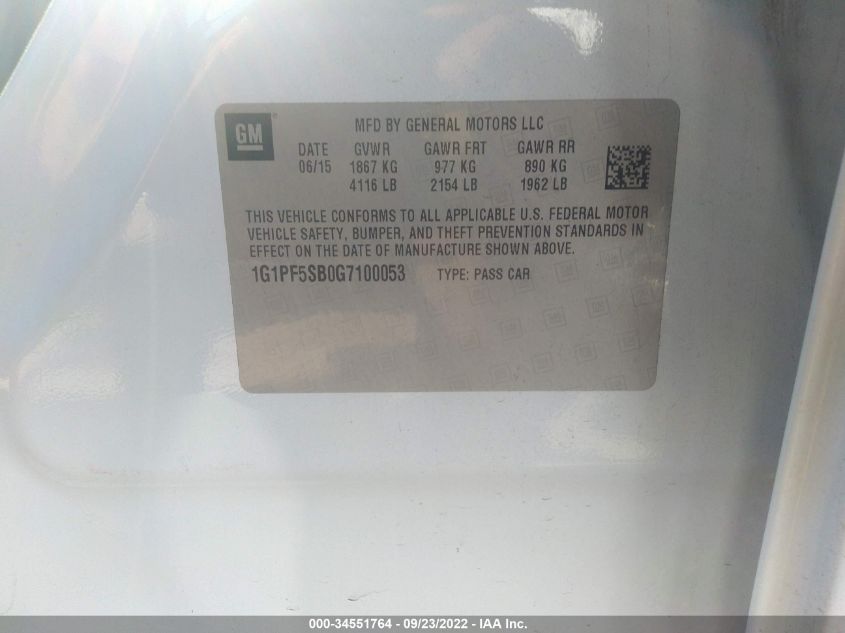 GM
MFD BY GENERAL MOTORS LLC
DATE GVWR GAWR FRT GAWR RR
06/15 1867 KG 977 KG 890 KG
4116 LB 2154 LB 1962 LB
THIS VEHICLE CONFORMS TO ALL APPLICABLE U.S. FEDERAL MOTOR
VEHICLE SAFETY, BUMPER, AND THEFT PREVENTION STANDARDS IN
EFFECT ON THE DATE OF MANUFACTURE SHOWN ABOVE.
1G1PF5SB0G7100053 TYPE: PASS CAR
000-34551764 - 09/23/2022 - IAA Inc.